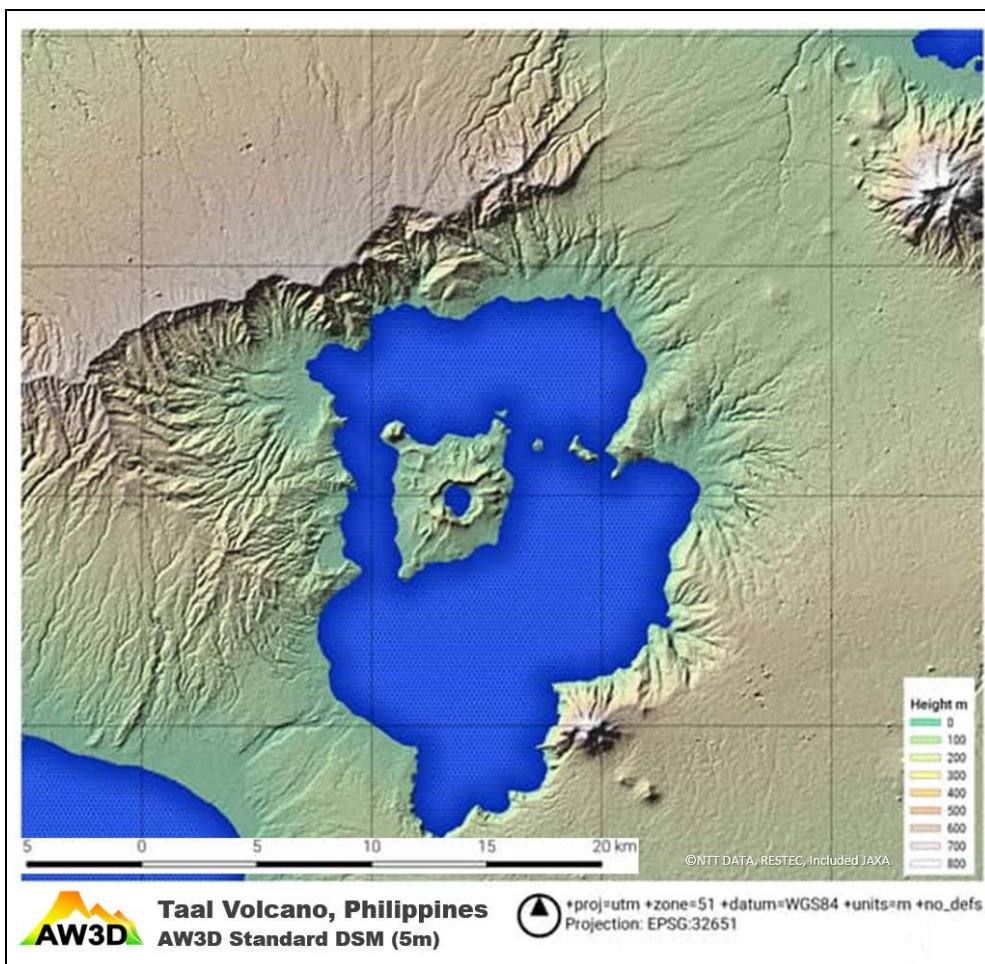 Height m
0
100
200
300
400
500
600
700
800
5 0 5 10 15 20 km
©NTT DATA, RESTEC, Included JAXA
AW3D
Taal Volcano, Philippines
AW3D Standard DSM (5m)
+proj=utm +zone=51 +datum=WGS84 +units=m +no_defs
Projection: EPSG:32651